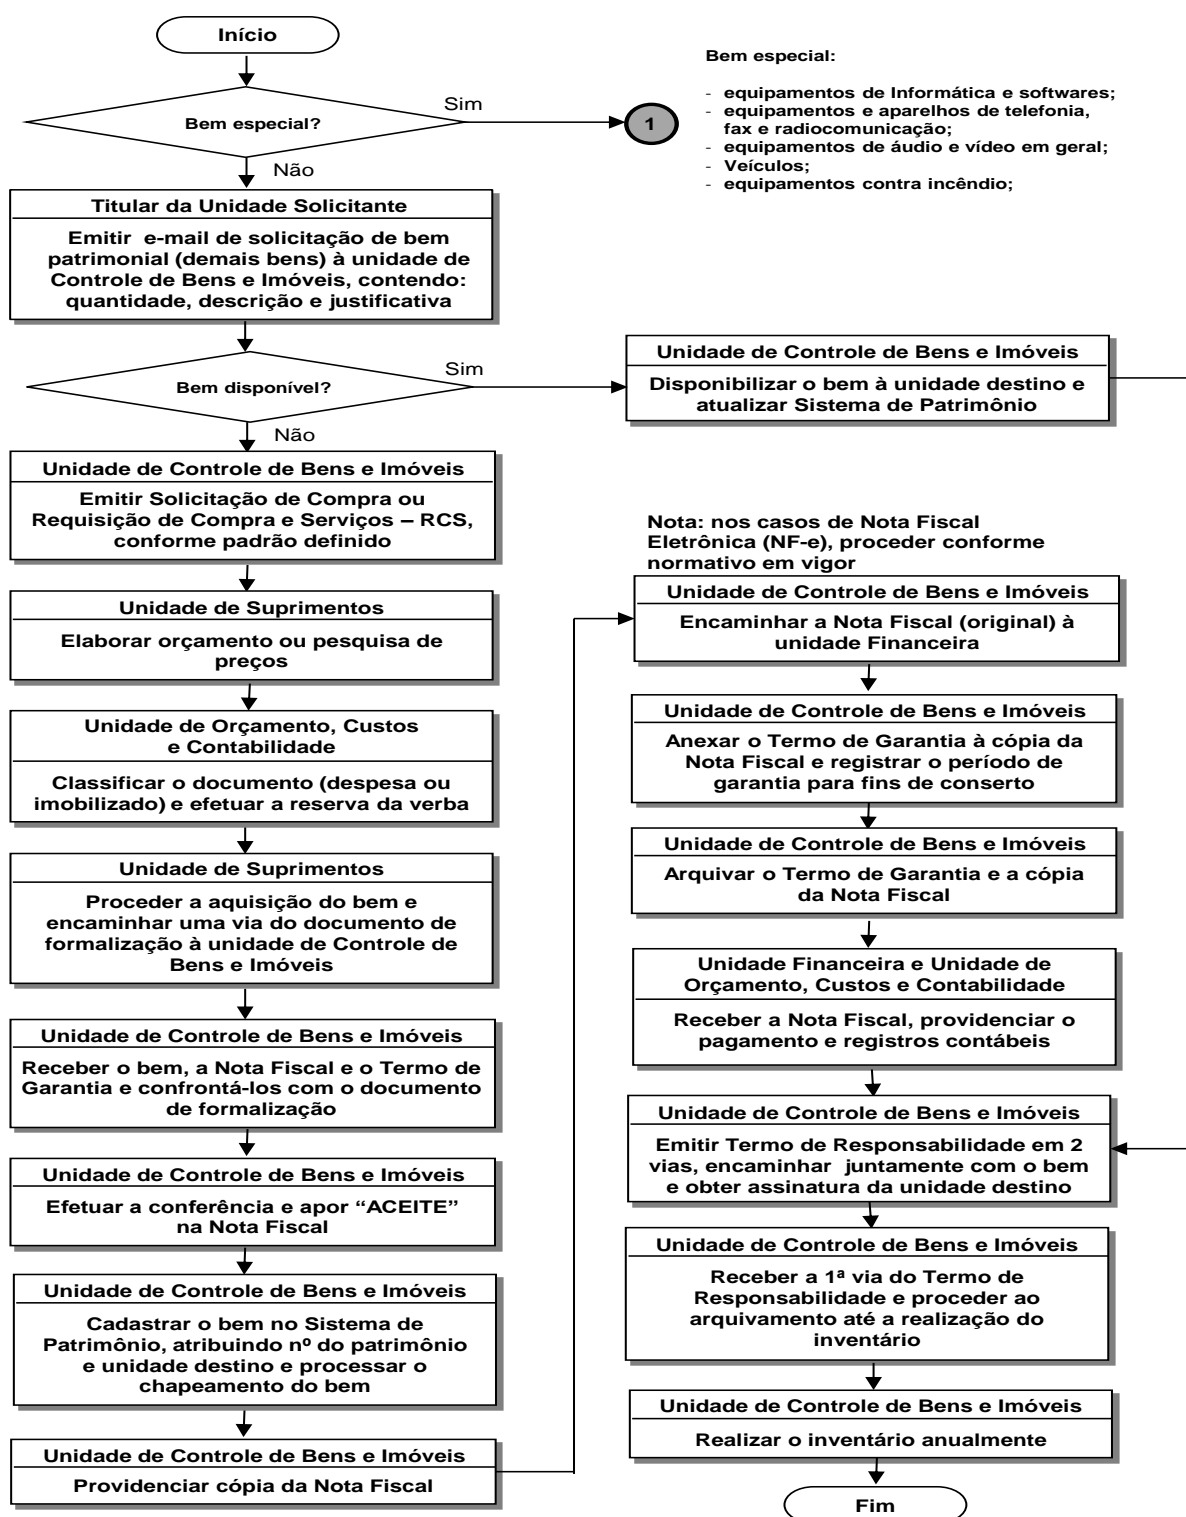 Início
Bem especial?
Sim
1
Não
Bem especial:
- equipamentos de Informática e softwares;
- equipamentos e aparelhos de telefonia,
fax e radiocomunicação;
- equipamentos de áudio e vídeo em geral;
- Veículos;
- equipamentos contra incêndio;
Titular da Unidade Solicitante
Emitir e-mail de solicitação de bem
patrimonial (demais bens) à unidade de
Controle de Bens e Imóveis, contendo:
quantidade, descrição e justificativa
Bem disponível?
Sim
Não
Unidade de Controle de Bens e Imóveis
Disponibilizar o bem à unidade destino e
atualizar Sistema de Patrimônio
Unidade de Controle de Bens e Imóveis
Emitir Solicitação de Compra ou
Requisição de Compra e Serviços – RCS,
conforme padrão definido
Unidade de Suprimentos
Elaborar orçamento ou pesquisa de
preços
Unidade de Orçamento, Custos
e Contabilidade
Classificar o documento (despesa ou
imobilizado) e efetuar a reserva da verba
Unidade de Suprimentos
Proceder a aquisição do bem e
encaminhar uma via do documento de
formalização à unidade de Controle de
Bens e Imóveis
Unidade de Controle de Bens e Imóveis
Receber o bem, a Nota Fiscal e o Termo de
Garantia e confrontá-los com o documento
de formalização
Unidade de Controle de Bens e Imóveis
Efetuar a conferência e apor “ACEITE”
na Nota Fiscal
Unidade de Controle de Bens e Imóveis
Cadastrar o bem no Sistema de
Patrimônio, atribuindo nº do patrimônio
e unidade destino e processar o
chapeamento do bem
Unidade de Controle de Bens e Imóveis
Providenciar cópia da Nota Fiscal
Nota: nos casos de Nota Fiscal
Eletrônica (NF-e), proceder conforme
normativo em vigor
Unidade de Controle de Bens e Imóveis
Encaminhar a Nota Fiscal (original) à
unidade Financeira
Unidade de Controle de Bens e Imóveis
Anexar o Termo de Garantia à cópia da
Nota Fiscal e registrar o período de
garantia para fins de conserto
Unidade de Controle de Bens e Imóveis
Arquivar o Termo de Garantia e a cópia
da Nota Fiscal
Unidade Financeira e Unidade de
Orçamento, Custos e Contabilidade
Receber a Nota Fiscal, providenciar o
pagamento e registros contábeis
Unidade de Controle de Bens e Imóveis
Emitir Termo de Responsabilidade em 2
vias, encaminhar juntamente com o bem
e obter assinatura da unidade destino
Unidade de Controle de Bens e Imóveis
Receber a 1ª via do Termo de
Responsabilidade e proceder ao
arquivamento até a realização do
inventário
Unidade de Controle de Bens e Imóveis
Realizar o inventário anualmente
Fim